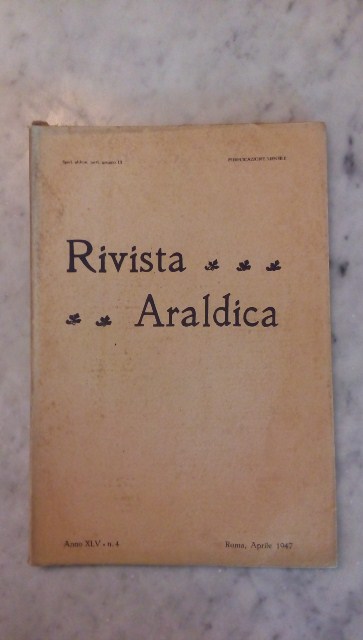 Rivista
Araldica
Anno XLV - n. 4
Roma, Aprile 1947